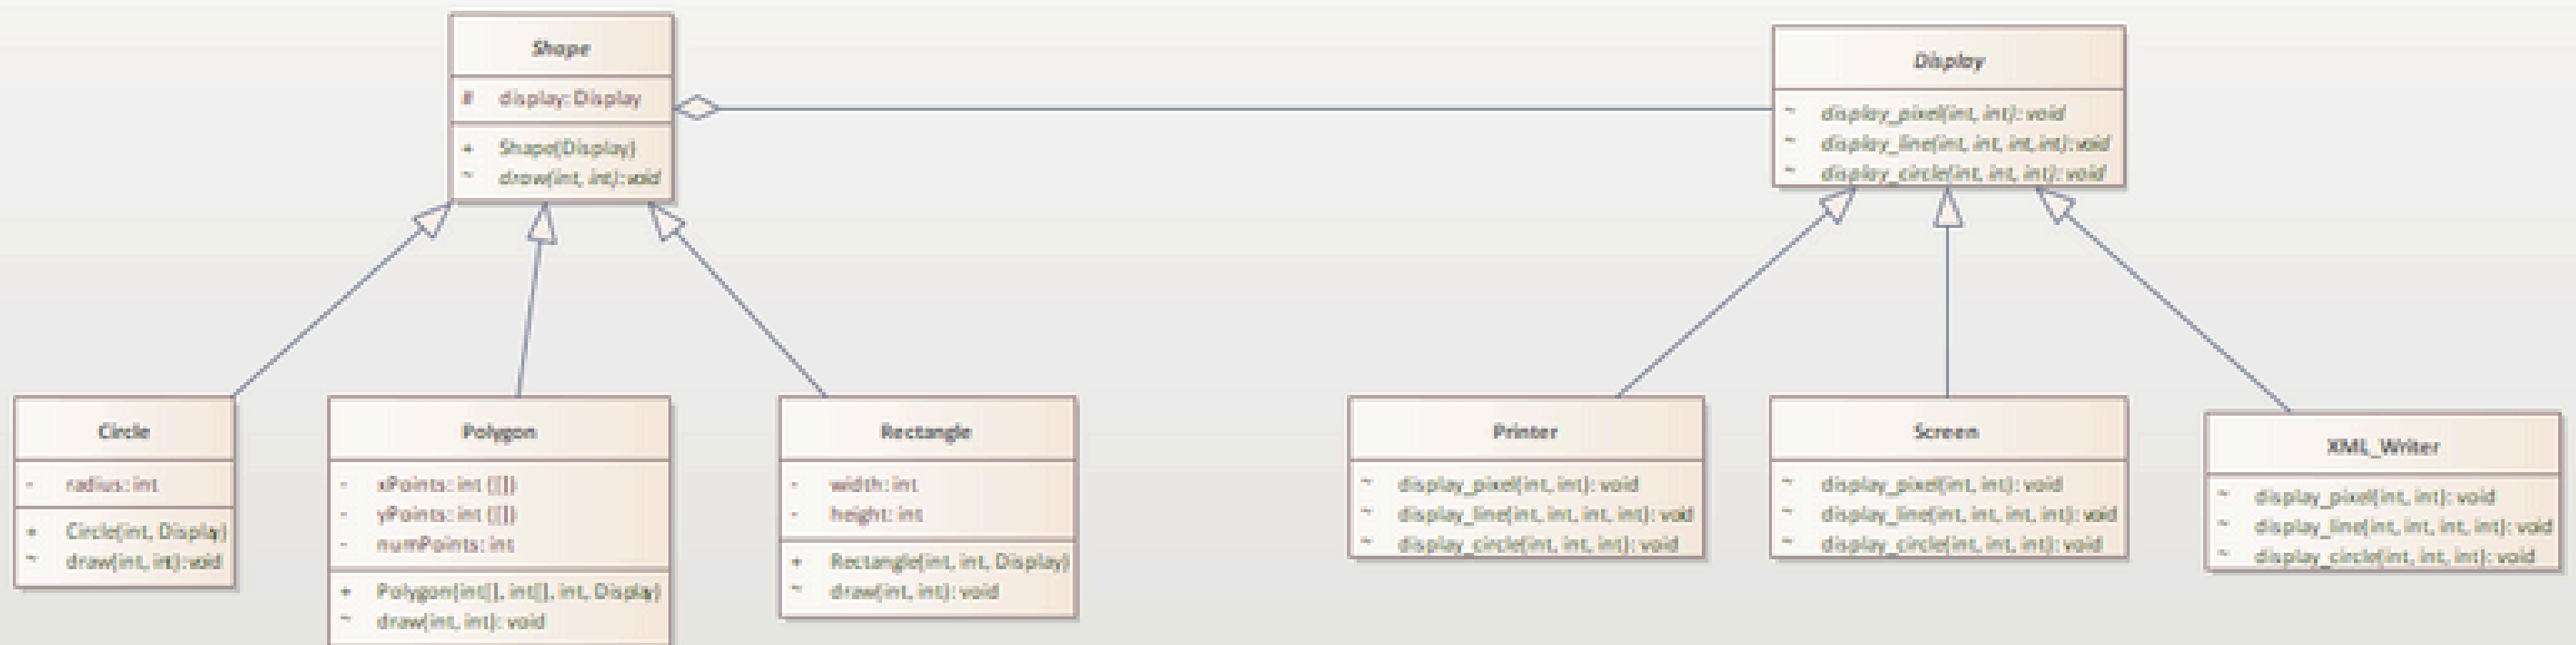 Shape
# display: Display
+ Shape(Display)
~ draw(int, int): void
Display
~ display_pixel(int, int): void
~ display_line(int, int, int, int): void
~ display_circle(int, int, int): void
Circle
- radius: int
+ Circle(int, Display)
~ draw(int, int): void
Polygon
- xPoints: int ([])
- yPoints: int ([])
- numPoints: int
+ Polygon(int[], int[], int, Display)
~ draw(int, int): void
Rectangle
- width: int
- height: int
+ Rectangle(int, int, Display)
~ draw(int, int): void
Printer
~ display_pixel(int, int): void
~ display_line(int, int, int, int): void
~ display_circle(int, int, int): void
Screen
~ display_pixel(int, int): void
~ display_line(int, int, int, int): void
~ display_circle(int, int, int): void
XML_Writer
~ display_pixel(int, int): void
~ display_line(int, int, int, int): void
~ display_circle(int, int, int): void